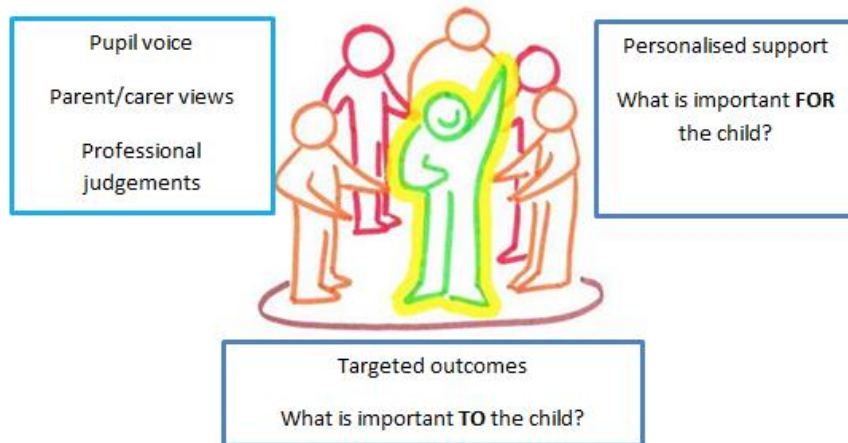 Pupil voice
Parent/carer views
Professional
judgements
Personalised support
What is important FOR
the child?
Targeted outcomes
What is important TO the child?